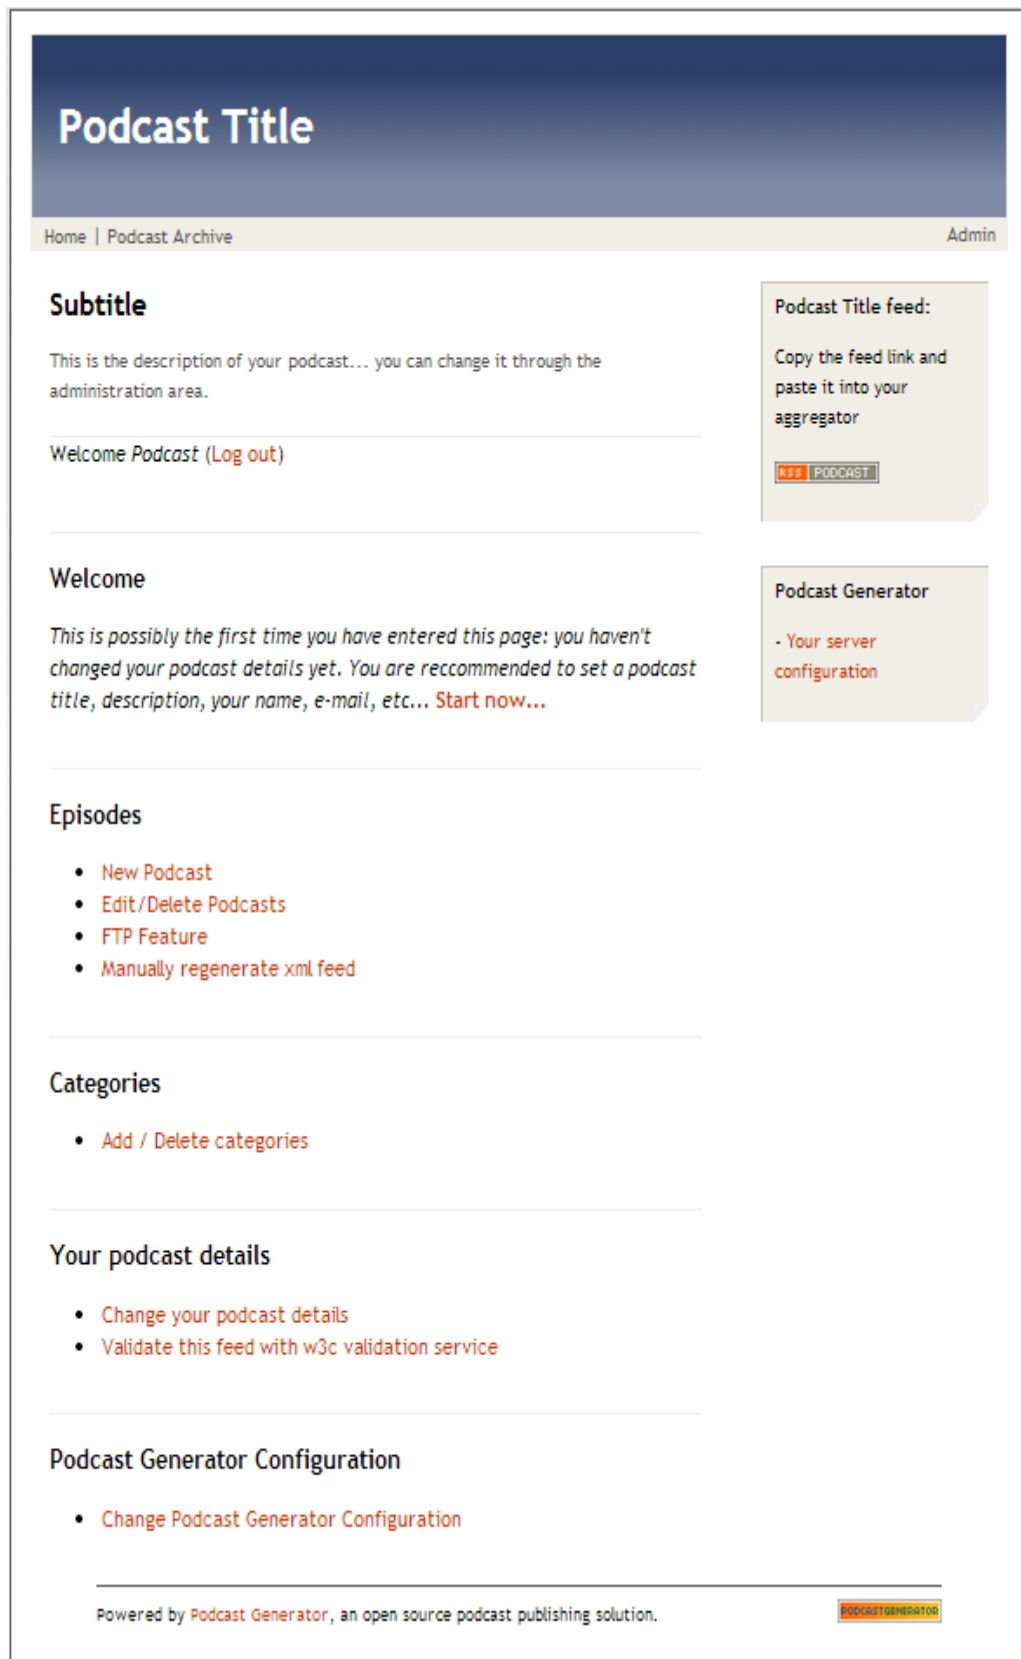 Podcast Title
Home | Podcast Archive
Admin
Subtitle
This is the description of your podcast... you can change it through the
administration area.
Welcome Podcast (Log out)
Welcome
This is possibly the first time you have entered this page: you haven't
changed your podcast details yet. You are reccommended to set a podcast
title, description, your name, e-mail, etc... Start now...
Episodes
• New Podcast
• Edit/Delete Podcasts
• FTP Feature
• Manually regenerate xml feed
Categories
• Add / Delete categories
Your podcast details
• Change your podcast details
• Validate this feed with w3c validation service
Podcast Generator Configuration
• Change Podcast Generator Configuration
Podcast Title feed:
Copy the feed link and
paste it into your
aggregator
RSS PODCAST
Podcast Generator
- Your server
configuration
Powered by Podcast Generator, an open source podcast publishing solution.
PODCASTGENERATOR